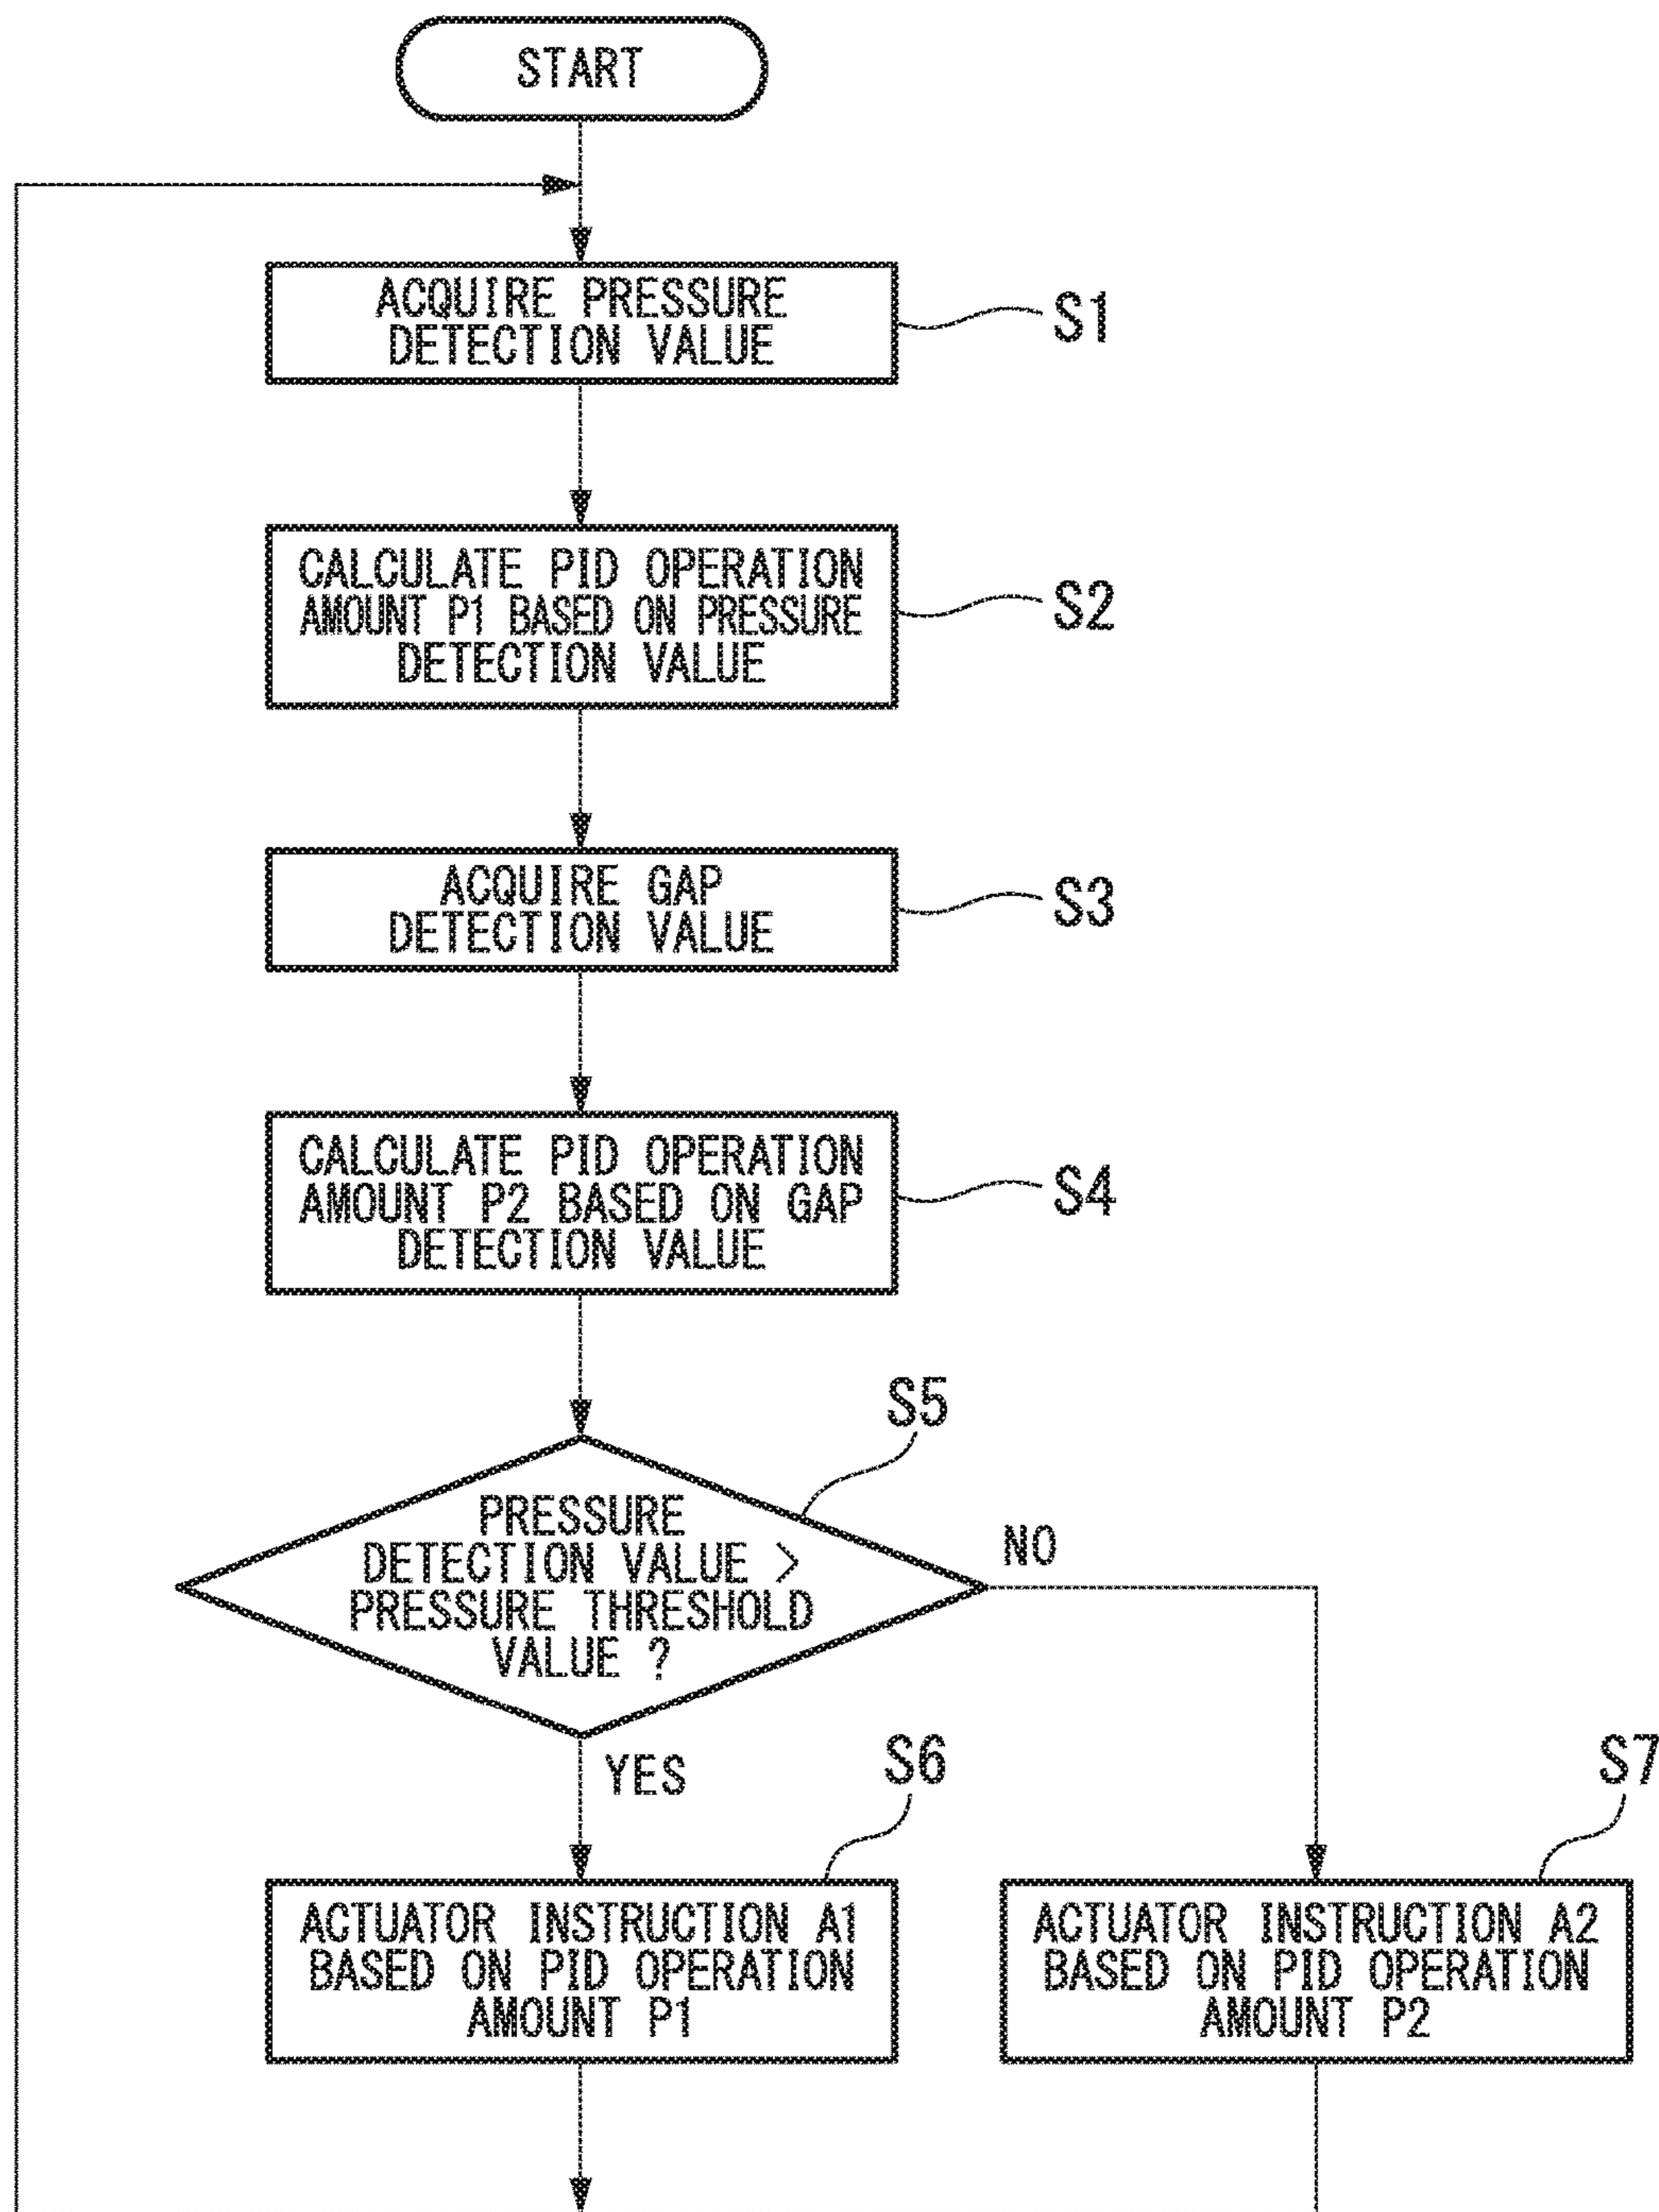 START
ACQUIRE PRESSURE
DETECTION VALUE
S1
CALCULATE PID OPERATION
AMOUNT P1 BASED ON PRESSURE
DETECTION VALUE
S2
ACQUIRE GAP
DETECTION VALUE
S3
CALCULATE PID OPERATION
AMOUNT P2 BASED ON GAP
DETECTION VALUE
S4
S5
PRESSURE
DETECTION VALUE >
PRESSURE THRESHOLD
VALUE ?
NO
YES
S6
ACTUATOR INSTRUCTION A1
BASED ON PID OPERATION
AMOUNT P1
S7
ACTUATOR INSTRUCTION A2
BASED ON PID OPERATION
AMOUNT P2